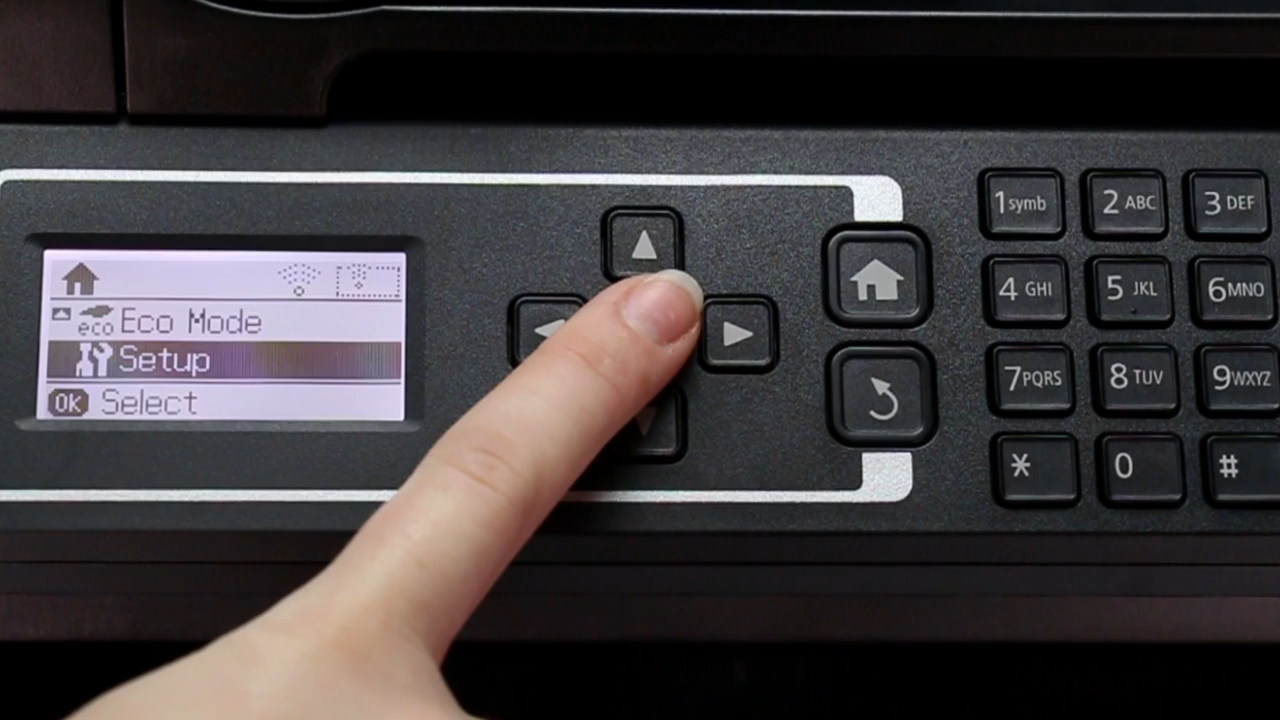 eco Eco Mode
Setup
OK Select
1symb 2 ABC 3 DEF
4 GHI 5 JKL 6MNO
7PQRS 8 TUV 9WXYZ
* 0 #